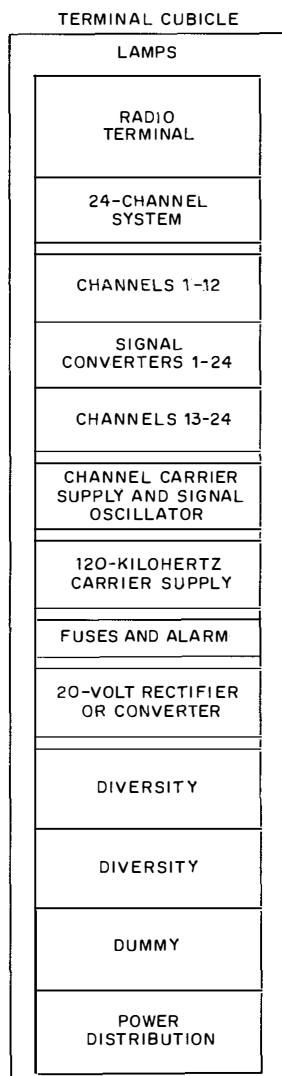 TERMINAL CUBICLE
LAMPS
RADIO
TERMINAL
24-CHANNEL
SYSTEM
CHANNELS 1-12
SIGNAL
CONVERTERS 1-24
CHANNELS 13-24
CHANNEL CARRIER
SUPPLY AND SIGNAL
OSCILLATOR
120-KILOHERTZ
CARRIER SUPPLY
FUSES AND ALARM
20-VOLT RECTIFIER
OR CONVERTER
DIVERSITY
DIVERSITY
DUMMY
POWER
DISTRIBUTION